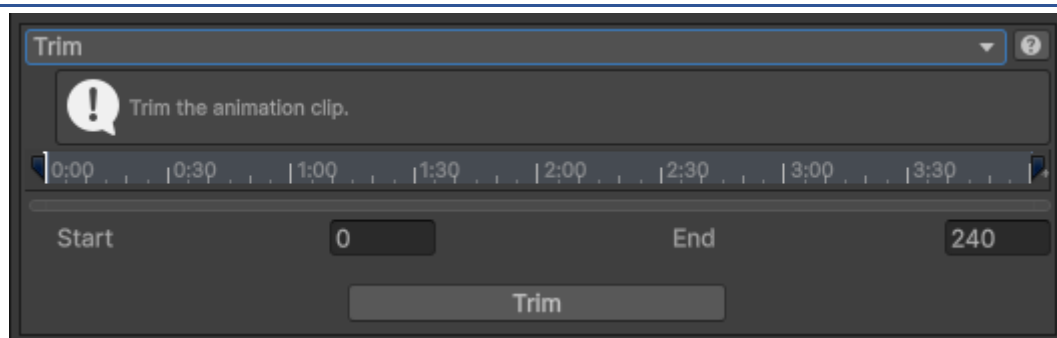 Trim
Trim the animation clip.
0:00 0:30 1:00 1:30 2:00 2:30 3:00 3:30
Start 0 End 240
Trim